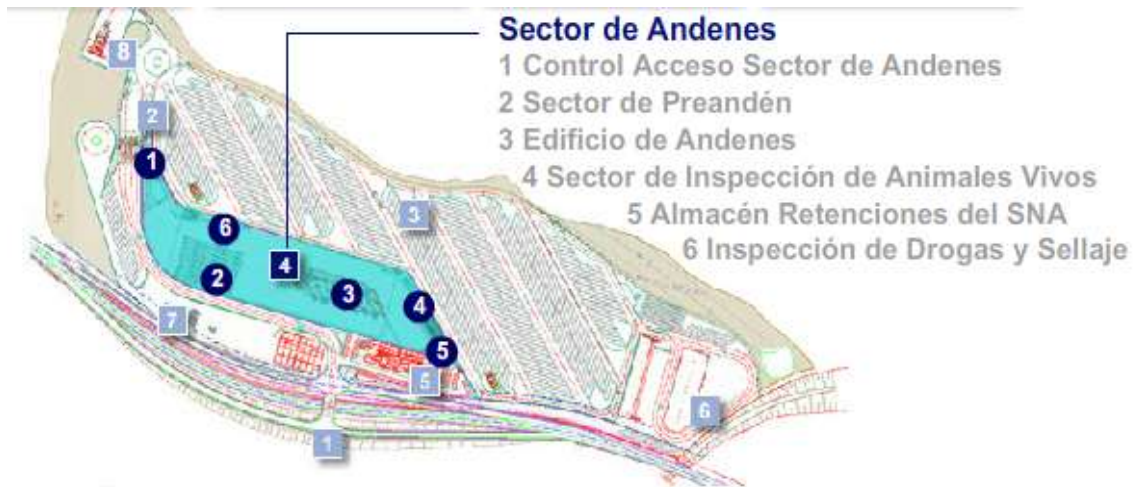 Sector de Andenes
1 Control Acceso Sector de Andenes
2 Sector de Preandén
3 Edificio de Andenes
4 Sector de Inspección de Animales Vivos
5 Almacén Retenciones del SNA
6 Inspección de Drogas y Sellaje
8
2
1
3
6
4
2
3
4
7
5
5
6
1